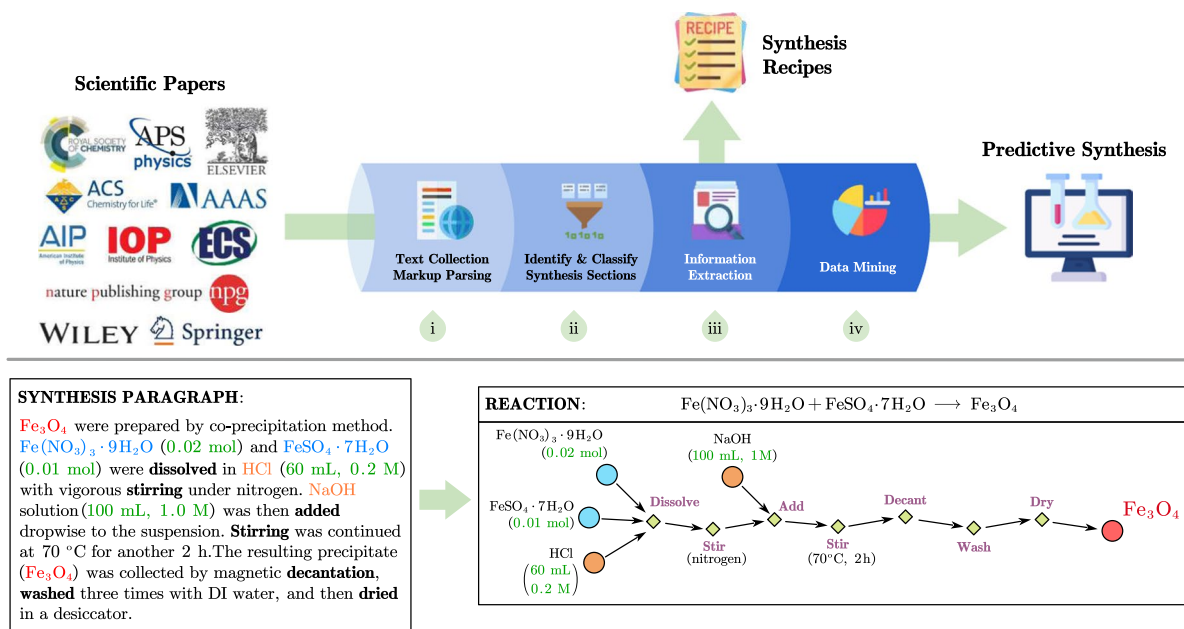 RECIPE
Synthesis
Recipes
Scientific Papers
ROYAL SOCIETY
OF CHEMISTRY
APS
physics
ELSEVIER
ACS
Chemistry for Life®
AAAS
AIP
American Institute
of Physics
IOP
Institute of Physics
ECS
nature publishing group npg
WILEY
Springer
Text Collection
Markup Parsing
Identify & Classify
Synthesis Sections
Information
Extraction
Data Mining
Predictive Synthesis
i
ii
iii
iv
SYNTHESIS PARAGRAPH:
Fe₃O₄ were prepared by co-precipitation method.
Fe(NO₃)₃ · 9H₂O (0.02 mol) and FeSO₄ · 7H₂O
(0.01 mol) were dissolved in HCl (60 mL, 0.2 M)
with vigorous stirring under nitrogen. NaOH
solution(100 mL, 1.0 M) was then added
dropwise to the suspension. Stirring was continued
at 70 °C for another 2 h.The resulting precipitate
(Fe₃O₄) was collected by magnetic decantation,
washed three times with DI water, and then dried
in a desiccator.
REACTION: Fe(NO₃)₃·9H₂O + FeSO₄·7H₂O ⟶ Fe₃O₄
Fe(NO₃)₃ · 9H₂O
(0.02 mol)
NaOH
(100 mL, 1M)
FeSO₄ · 7H₂O
(0.01 mol)
HCl
(60 mL
0.2 M)
Dissolve
Stir
(nitrogen)
Add
Stir
(70°C, 2h)
Decant
Wash
Dry
Fe₃O₄